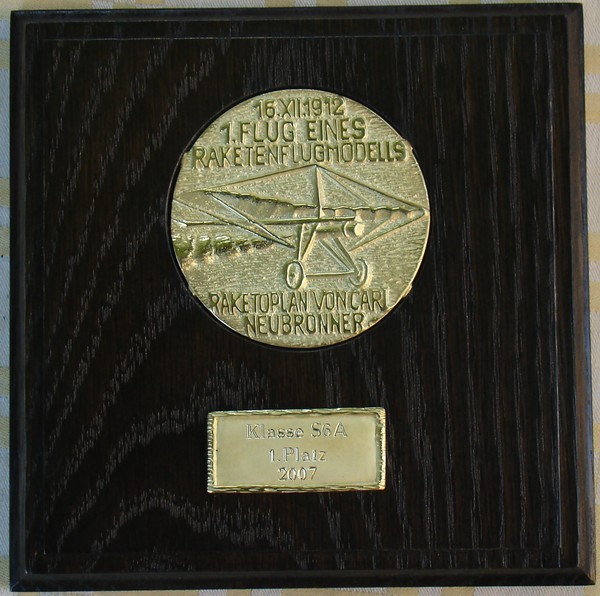 16.XII.1912
1.FLUG EINES
RAKETENFLUGMODELLS
RAKETOPLAN VON CARL
NEUBRONNER
Klasse S6A
1.Platz
2007